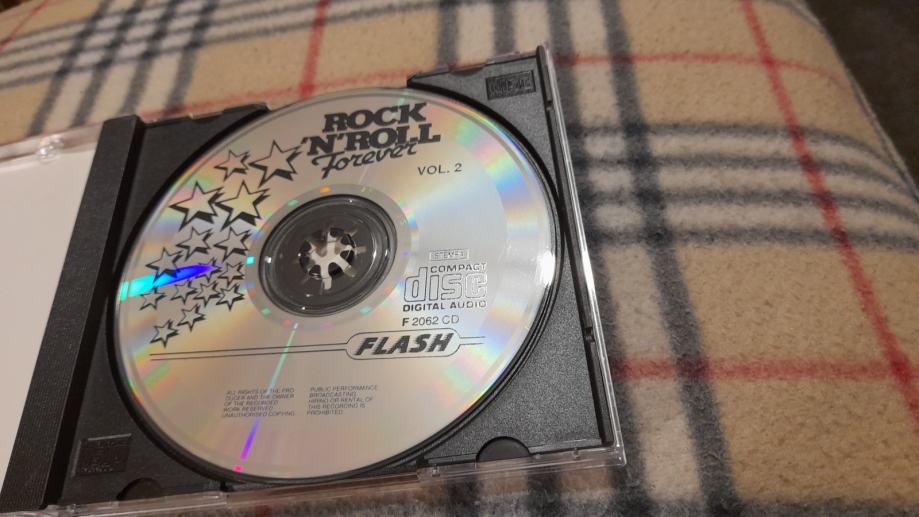 ROCK
'N'ROLL
Forever
VOL. 2
STEREO
COMPACT
disc
DIGITAL AUDIO
F 2062 CD
FLASH
ALL RIGHTS OF THE PRO
DUCER AND THE OWNER
OF THE RECORDED
WORK RESERVED
UNAUTHORISED COPYING,
PUBLIC PERFORMANCE
BROADCASTING
HIRING OR RENTAL OF
THIS RECORDING IS
PROHIBITED